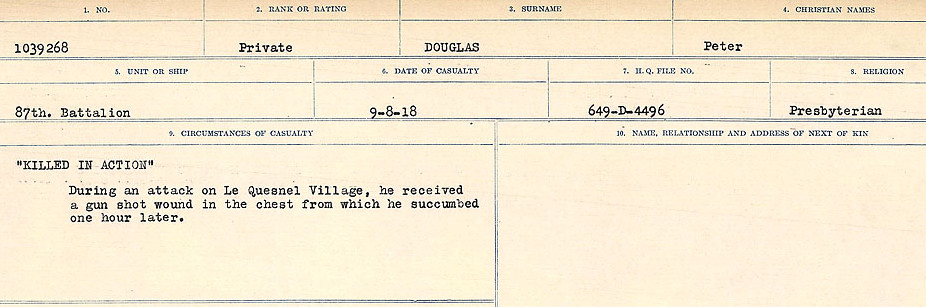 1. NO. 2. RANK OR RATING 3. SURNAME 4. CHRISTIAN NAMES
1039268 Private DOUGLAS Peter
5. UNIT OR SHIP 6. DATE OF CASUALTY 7. H. Q. FILE NO. 8. RELIGION
87th. Battalion 9-8-18 649-D-4496 Presbyterian
9. CIRCUMSTANCES OF CASUALTY 10. NAME, RELATIONSHIP AND ADDRESS OF NEXT OF KIN
"KILLED IN ACTION"
During an attack on Le Quesnel Village, he received
a gun shot wound in the chest from which he succumbed
one hour later.